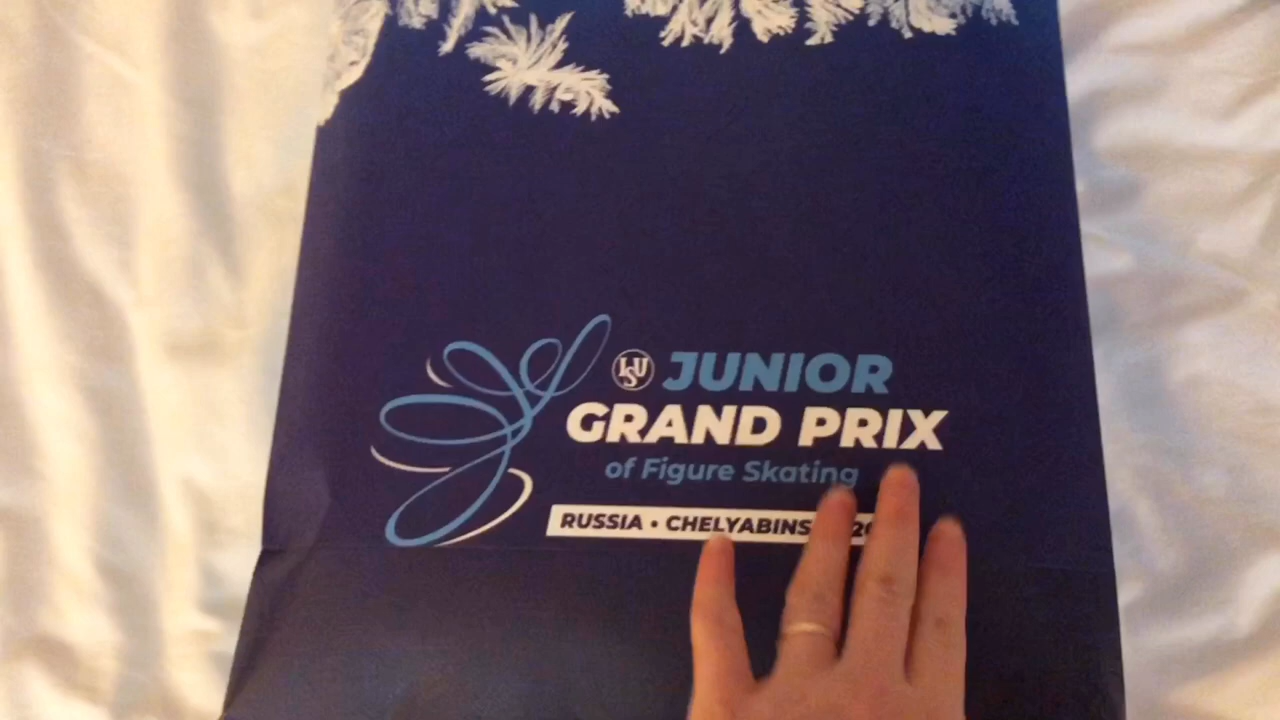 ISU JUNIOR
GRAND PRIX
of Figure Skating
RUSSIA • CHELYABINS